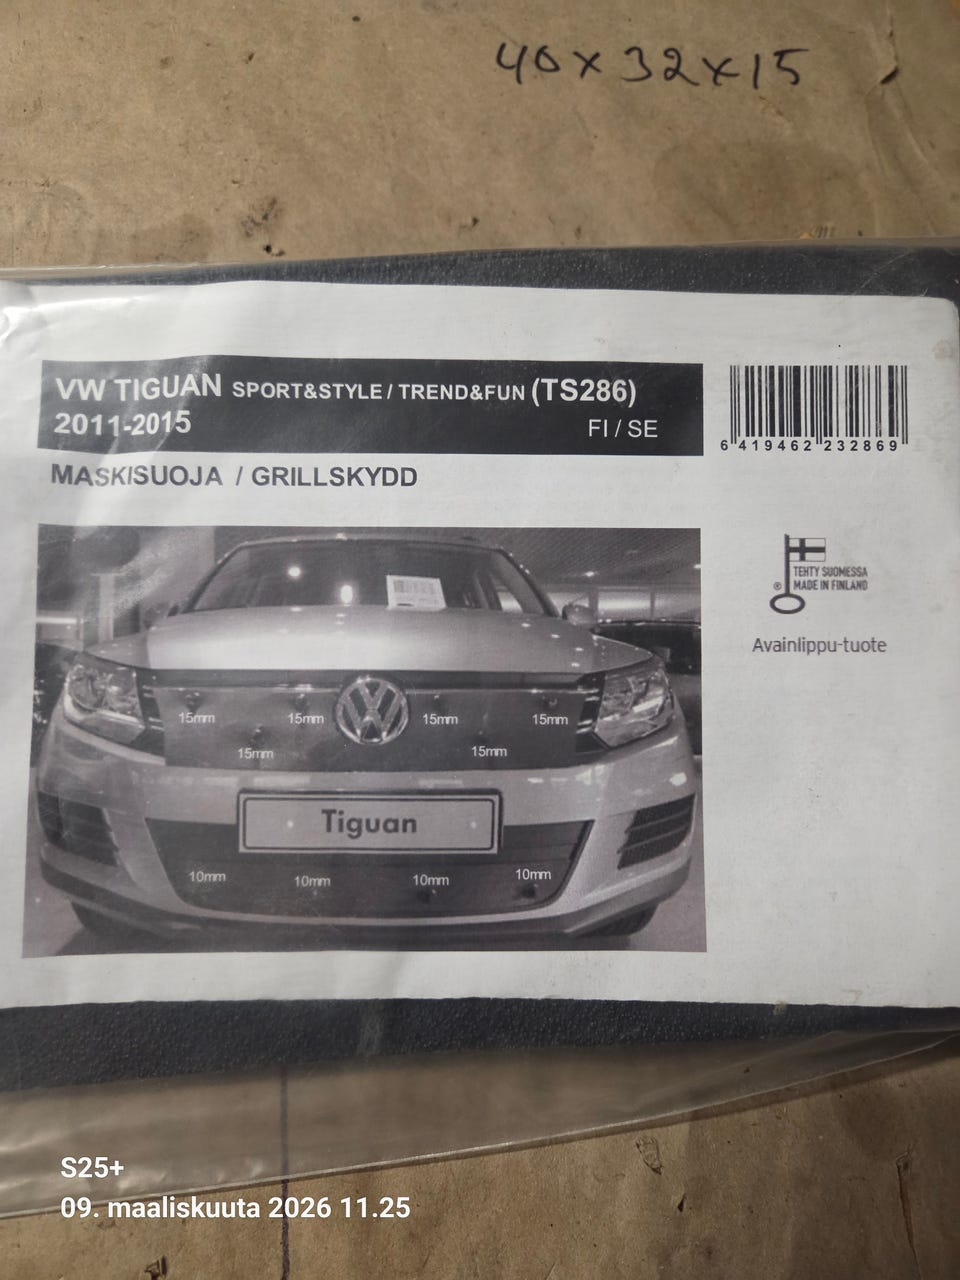 40x32x15
VW TIGUAN SPORT&STYLE / TREND&FUN (TS286)
2011-2015
FI / SE
6 419462 232869
MASKISUOJA / GRILLSKYDD
® TEHTY SUOMESSA
MADE IN FINLAND
Avainlippu-tuote
15mm 15mm 15mm 15mm
15mm 15mm
Tiguan
10mm 10mm 10mm 10mm
S25+
09. maaliskuuta 2026 11.25